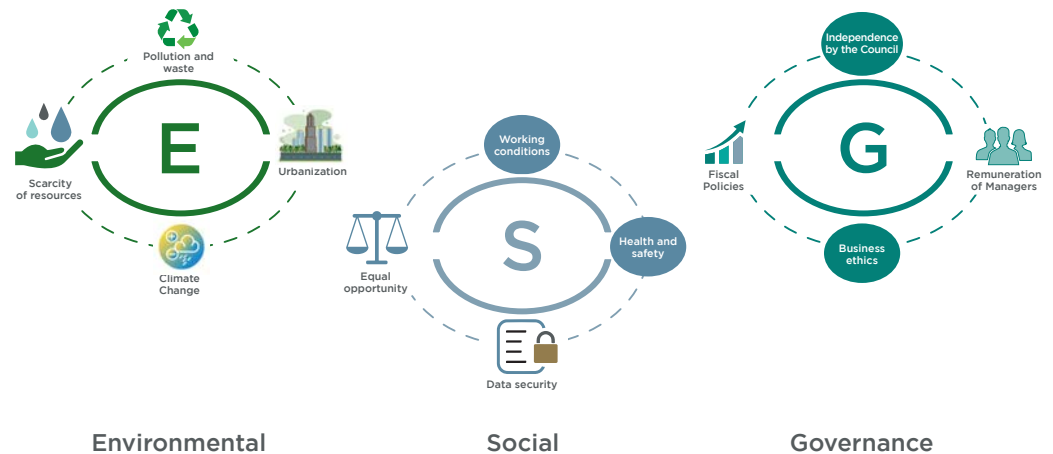 Pollution and
waste
E
Scarcity
of resources
Urbanization
Climate
Change
Environmental
Working
conditions
S
Equal
opportunity
Health and
safety
Data security
Social
Independence
by the Council
G
Fiscal
Policies
Remuneration
of Managers
Business
ethics
Governance